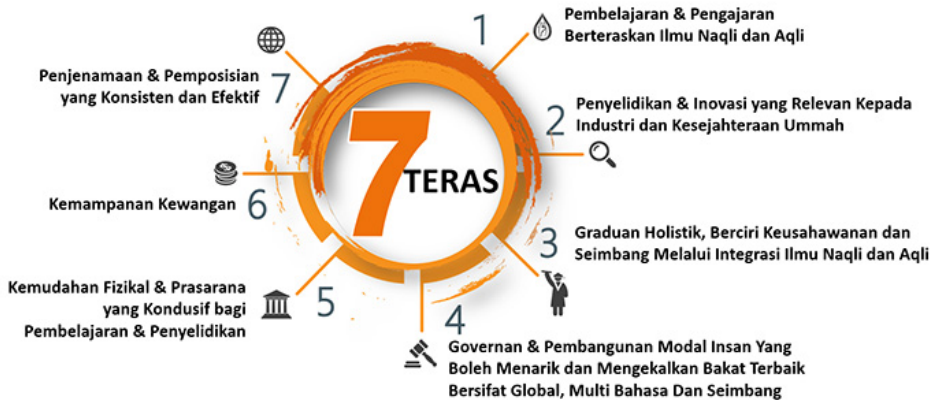 7 TERAS
1
Pembelajaran & Pengajaran
Berteraskan Ilmu Naqli dan Aqli
2
Penyelidikan & Inovasi yang Relevan Kepada
Industri dan Kesejahteraan Ummah
3
Graduan Holistik, Berciri Keusahawanan dan
Seimbang Melalui Integrasi Ilmu Naqli dan Aqli
4
Governan & Pembangunan Modal Insan Yang
Boleh Menarik dan Mengekalkan Bakat Terbaik
Bersifat Global, Multi Bahasa Dan Seimbang
5
Kemudahan Fizikal & Prasarana
yang Kondusif bagi
Pembelajaran & Penyelidikan
6
Kemampanan Kewangan
7
Penjenamaan & Pemposisian
yang Konsisten dan Efektif